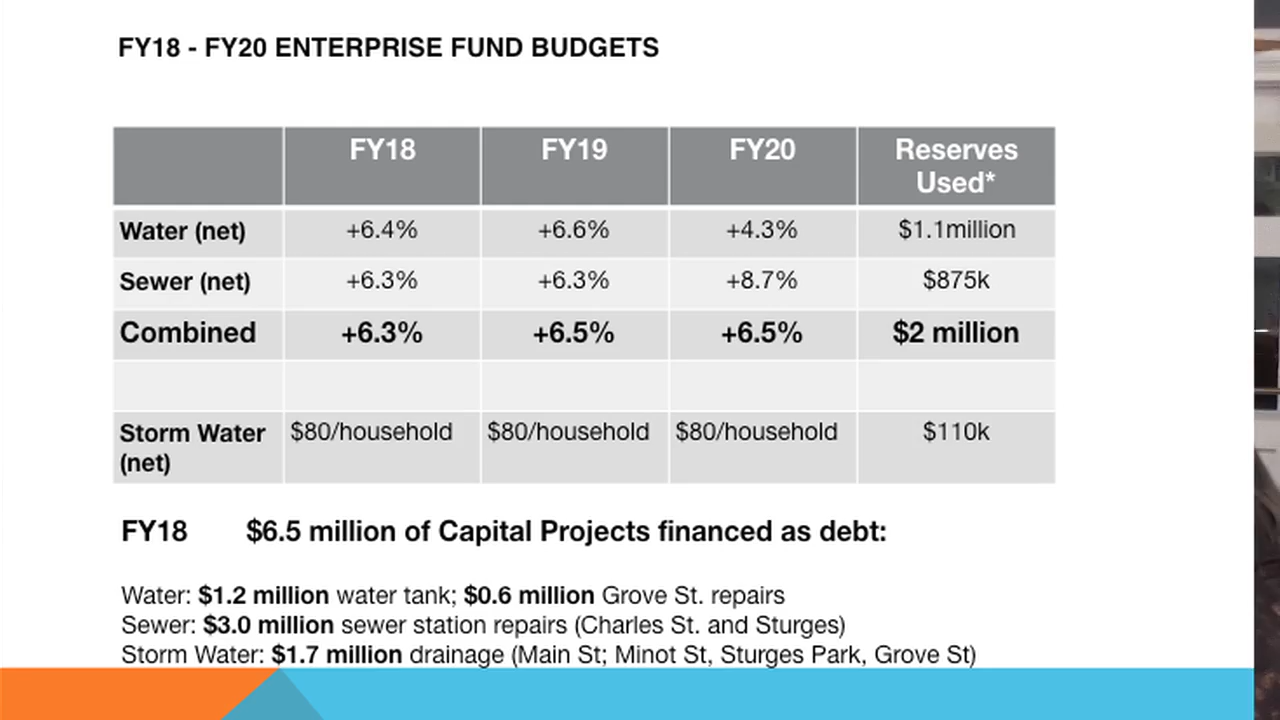 FY18 - FY20 ENTERPRISE FUND BUDGETS
FY18 FY19 FY20 Reserves Used*
Water (net) +6.4% +6.6% +4.3% $1.1million
Sewer (net) +6.3% +6.3% +8.7% $875k
Combined +6.3% +6.5% +6.5% $2 million
Storm Water (net) $80/household $80/household $80/household $110k
FY18 $6.5 million of Capital Projects financed as debt:
Water: $1.2 million water tank; $0.6 million Grove St. repairs
Sewer: $3.0 million sewer station repairs (Charles St. and Sturges)
Storm Water: $1.7 million drainage (Main St; Minot St, Sturges Park, Grove St)